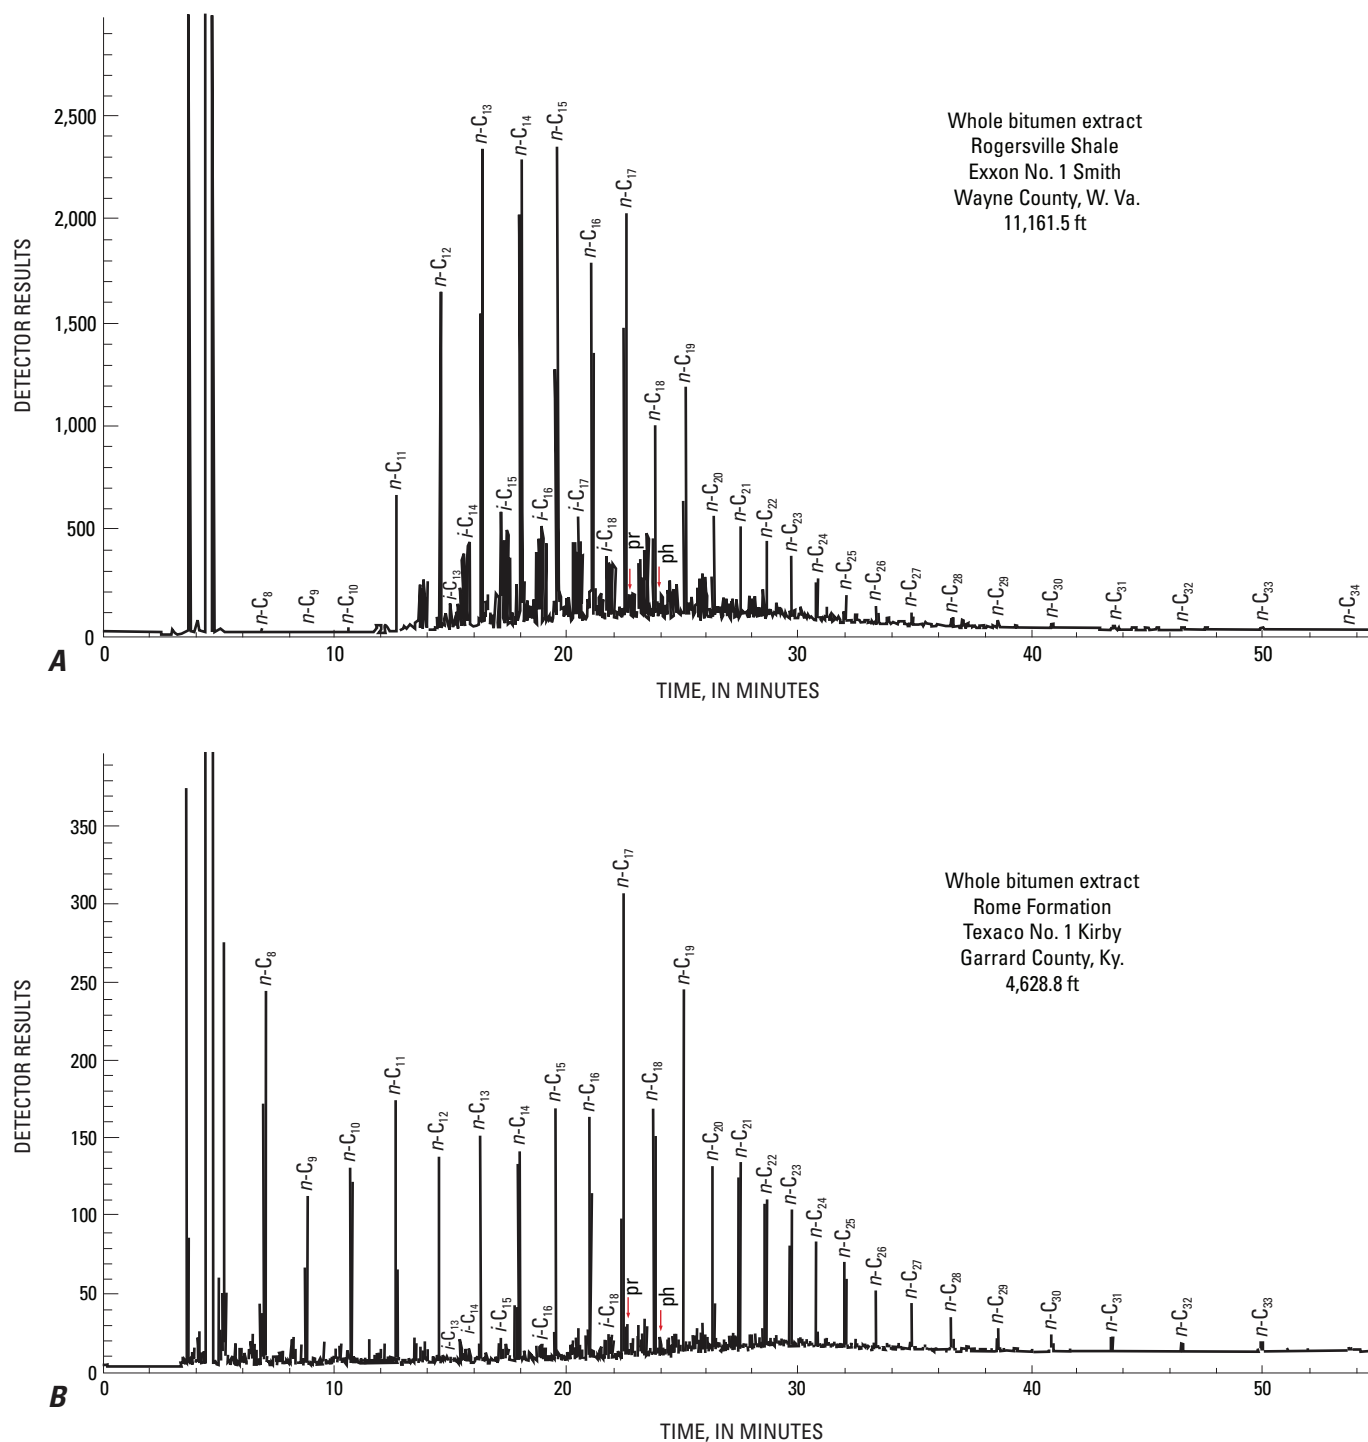 2,500
2,000
1,500
1,000
500
0
DETECTOR RESULTS
n-C8
n-C9
n-C10
n-C11
n-C12
i-C13
i-C14
n-C13
i-C15
n-C14
i-C16
n-C15
i-C17
n-C16
i-C18
n-C17
pr
n-C18
ph
n-C19
n-C20
n-C21
n-C22
n-C23
n-C24
n-C25
n-C26
n-C27
n-C28
n-C29
n-C30
n-C31
n-C32
n-C33
n-C34
Whole bitumen extract
Rogersville Shale
Exxon No. 1 Smith
Wayne County, W. Va.
11,161.5 ft
A
0 10 20 30 40 50
TIME, IN MINUTES
350
300
250
200
150
100
50
0
DETECTOR RESULTS
n-C8
n-C9
n-C10
n-C11
n-C12
i-C13
i-C14
n-C13
i-C15
n-C14
i-C16
n-C15
n-C16
i-C18
n-C17
pr
n-C18
ph
n-C19
n-C20
n-C21
n-C22
n-C23
n-C24
n-C25
n-C26
n-C27
n-C28
n-C29
n-C30
n-C31
n-C32
n-C33
Whole bitumen extract
Rome Formation
Texaco No. 1 Kirby
Garrard County, Ky.
4,628.8 ft
B
0 10 20 30 40 50
TIME, IN MINUTES